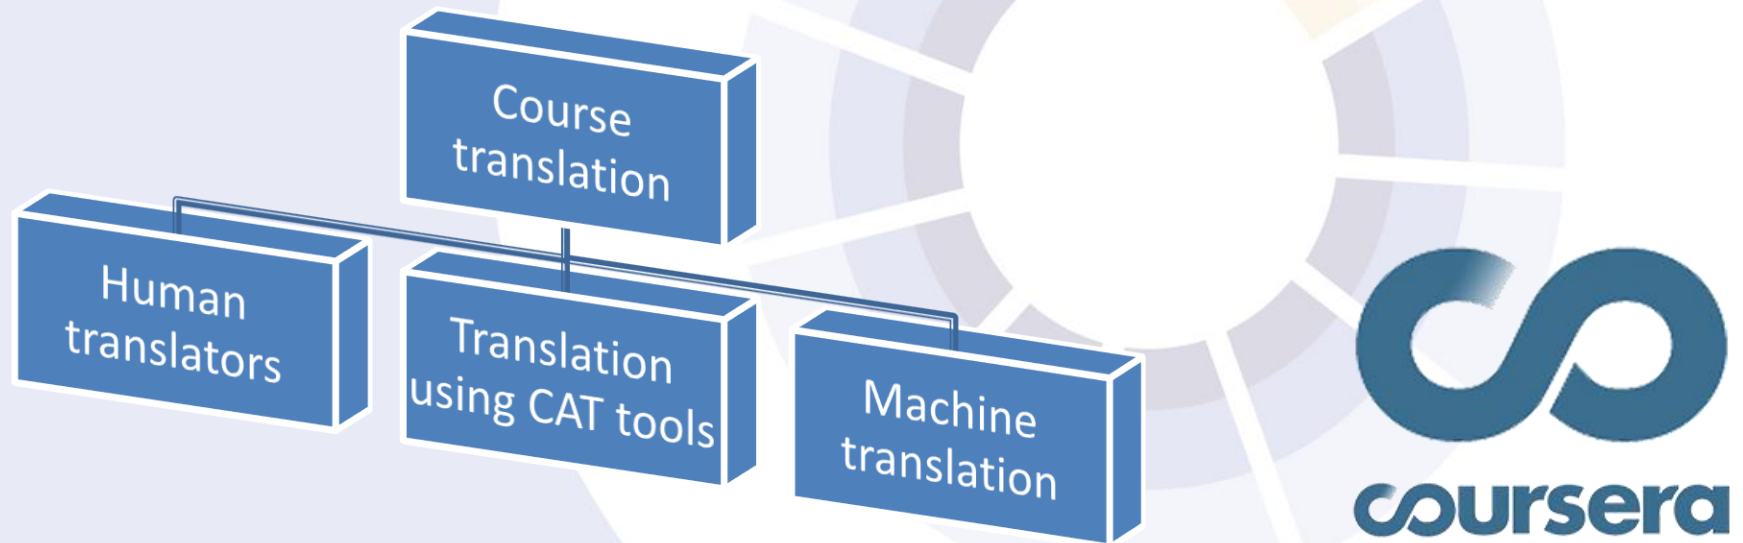 Course
translation
Human
translators
Translation
using CAT tools
Machine
translation
coursera